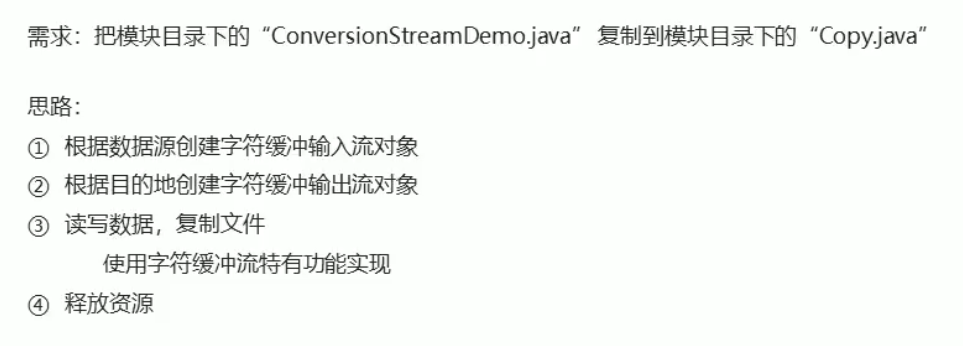 需求：把模块目录下的“ConversionStreamDemo.java” 复制到模块目录下的“Copy.java”
思路：
① 根据数据源创建字符缓冲输入流对象
② 根据目的地创建字符缓冲输出流对象
③ 读写数据，复制文件
使用字符缓冲流特有功能实现
④ 释放资源